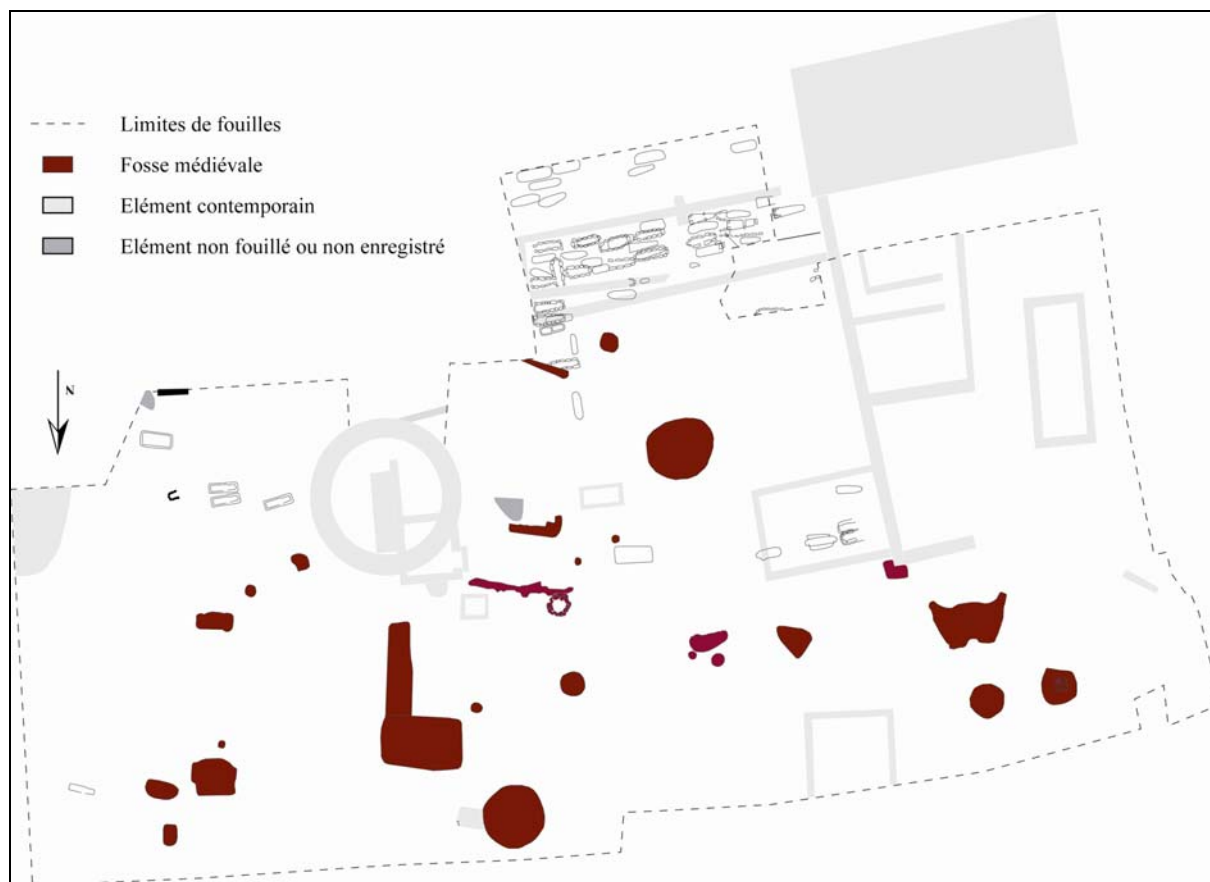 Limites de fouilles
Fosse médiévale
Elément contemporain
Elément non fouillé ou non enregistré
N